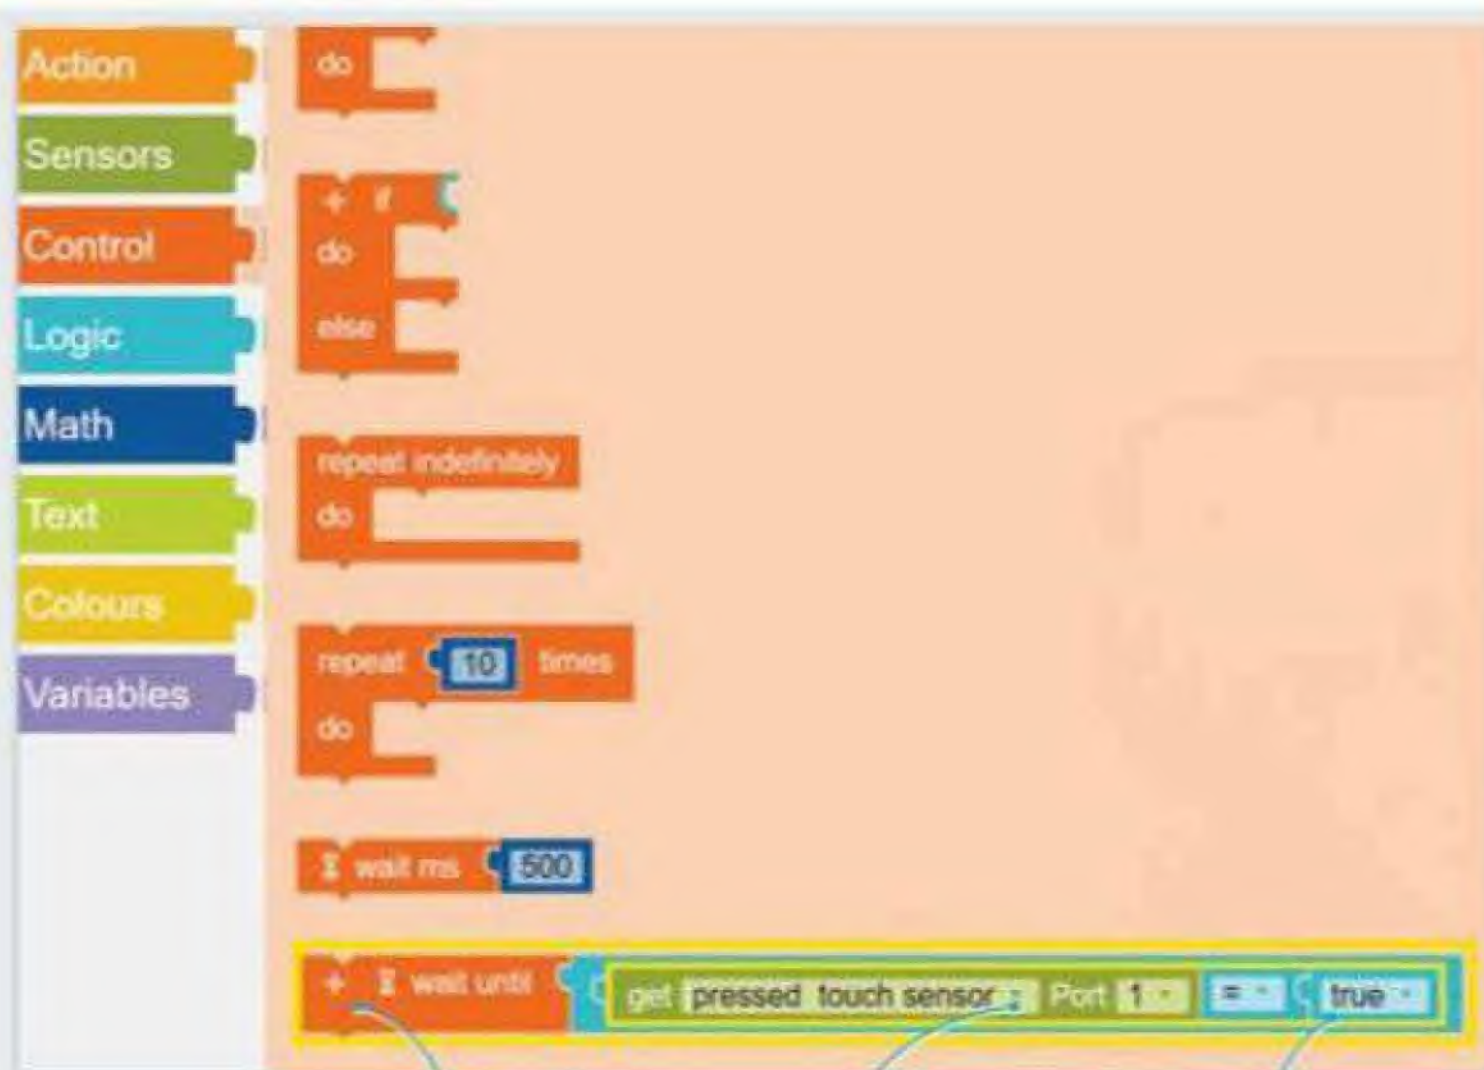 Action
Sensors
Control
Logic
Math
Text
Colours
Variables
do
+ if
do
else
repeat indefinitely
do
repeat 10 times
do
wait ms 500
+ wait until get pressed touch sensor Port 1 = true